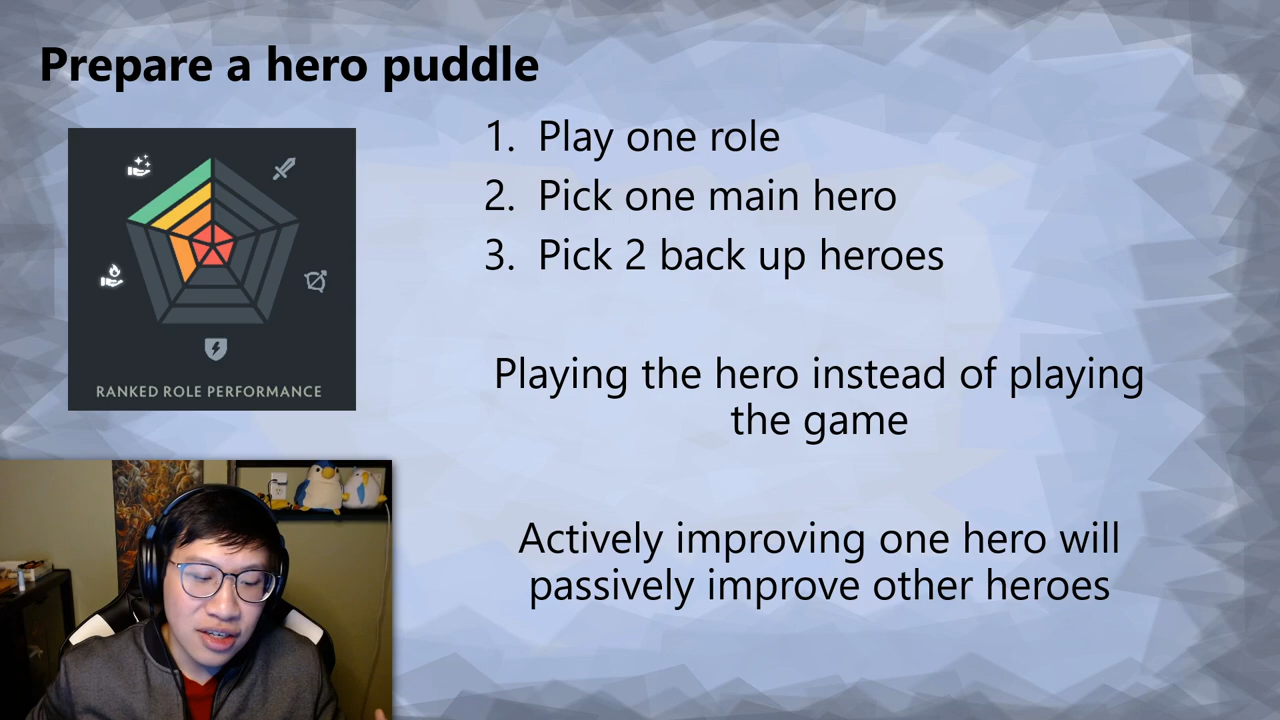 Prepare a hero puddle
1. Play one role
2. Pick one main hero
3. Pick 2 back up heroes
RANKED ROLE PERFORMANCE
Playing the hero instead of playing
the game
Actively improving one hero will
passively improve other heroes